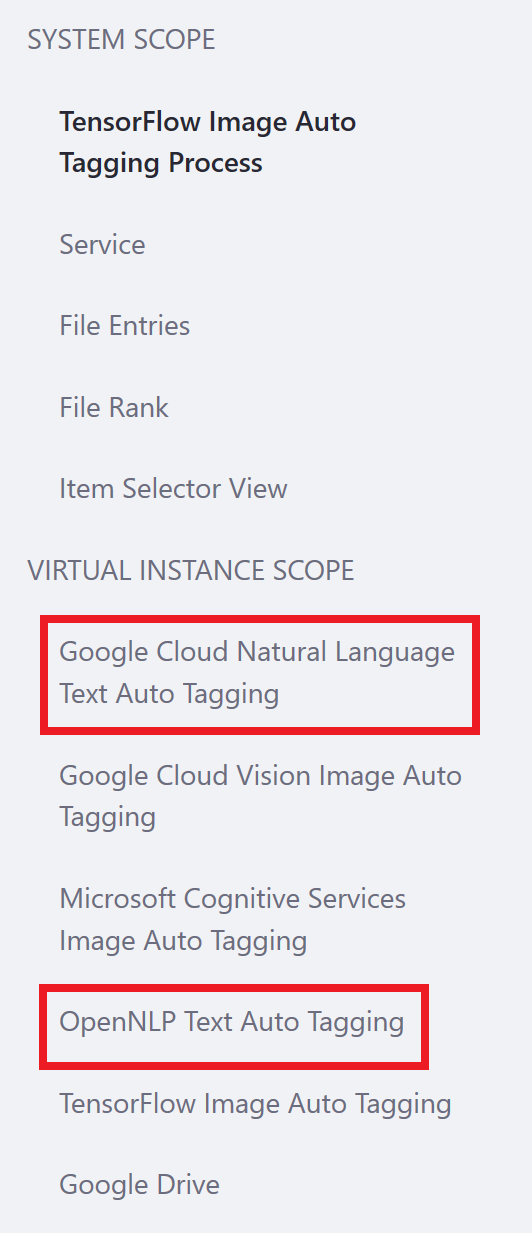 SYSTEM SCOPE
TensorFlow Image Auto
Tagging Process
Service
File Entries
File Rank
Item Selector View
VIRTUAL INSTANCE SCOPE
Google Cloud Natural Language
Text Auto Tagging
Google Cloud Vision Image Auto
Tagging
Microsoft Cognitive Services
Image Auto Tagging
OpenNLP Text Auto Tagging
TensorFlow Image Auto Tagging
Google Drive